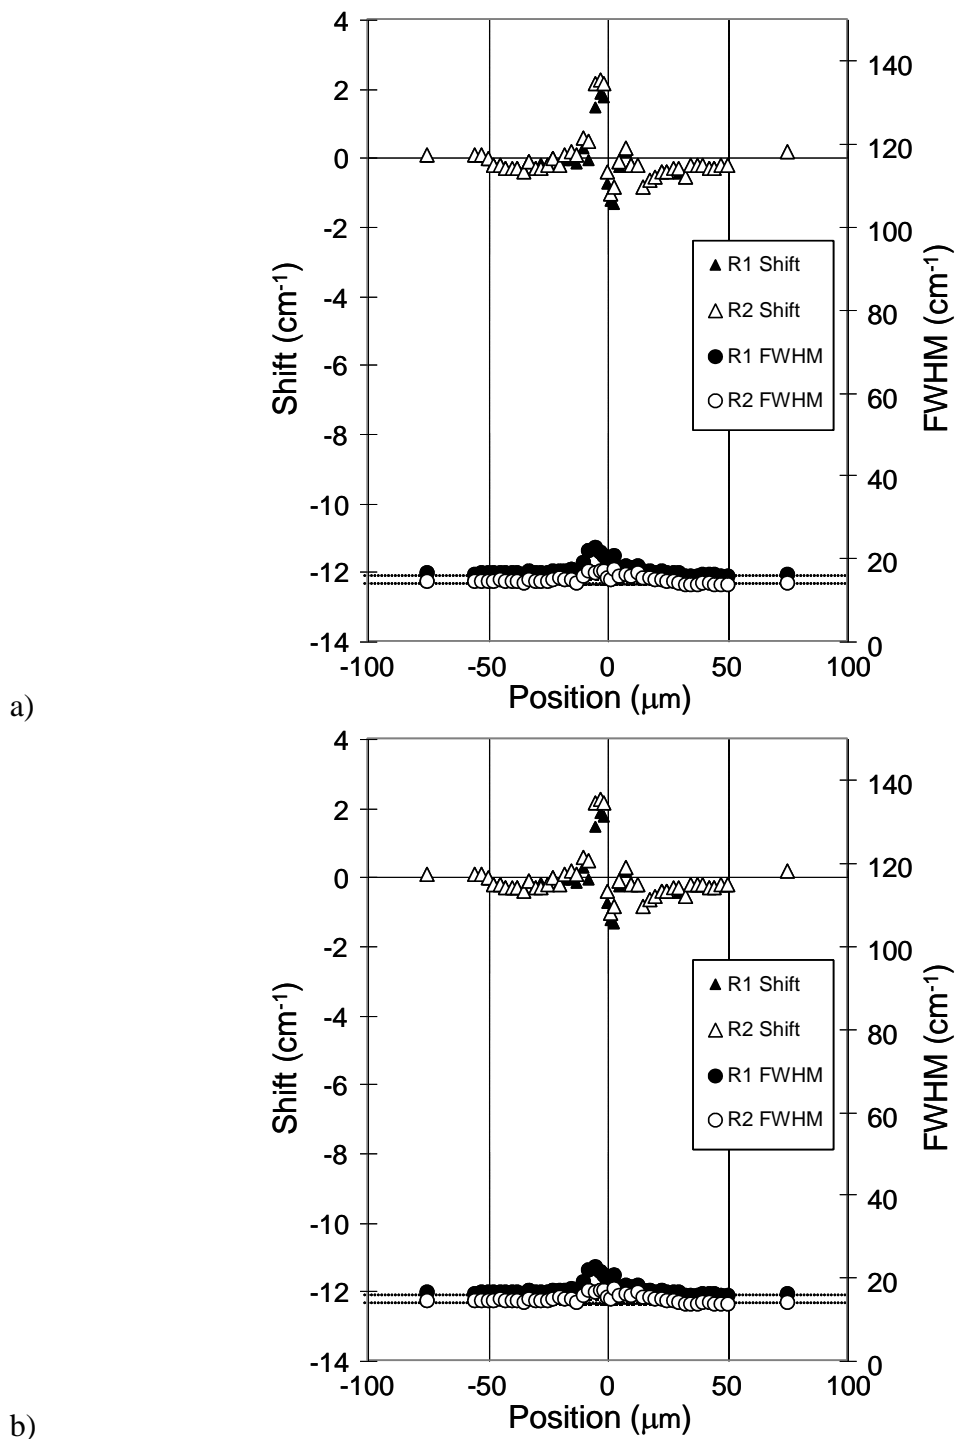 4
2
0
-2
-4
-6
-8
-10
-12
-14
140
120
100
80
60
40
20
0
Shift (cm-1)
FWHM (cm-1)
R1 Shift
R2 Shift
R1 FWHM
R2 FWHM
-100 -50 0 50 100
Position (μm)
a)
4
2
0
-2
-4
-6
-8
-10
-12
-14
140
120
100
80
60
40
20
0
Shift (cm-1)
FWHM (cm-1)
R1 Shift
R2 Shift
R1 FWHM
R2 FWHM
-100 -50 0 50 100
Position (μm)
b)